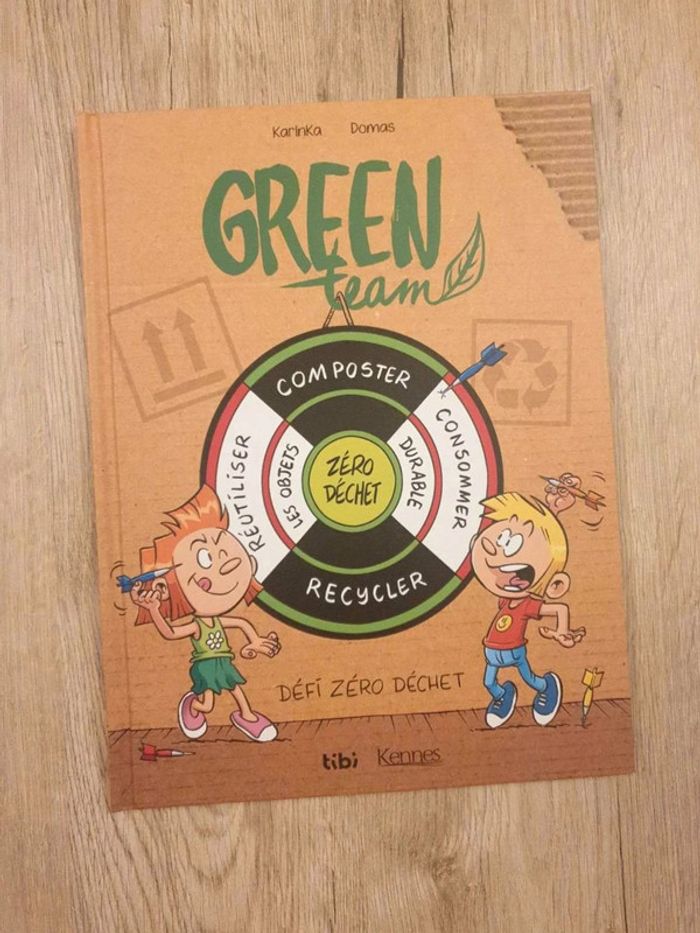 Karinka Domas
GREEN
team
COMPOSTER
RÉUTILISER
LES OBJETS
ZÉRO
DÉCHET
DURABLE
CONSOMMER
RECYCLER
DÉFI ZÉRO DÉCHET
tibi Kennes